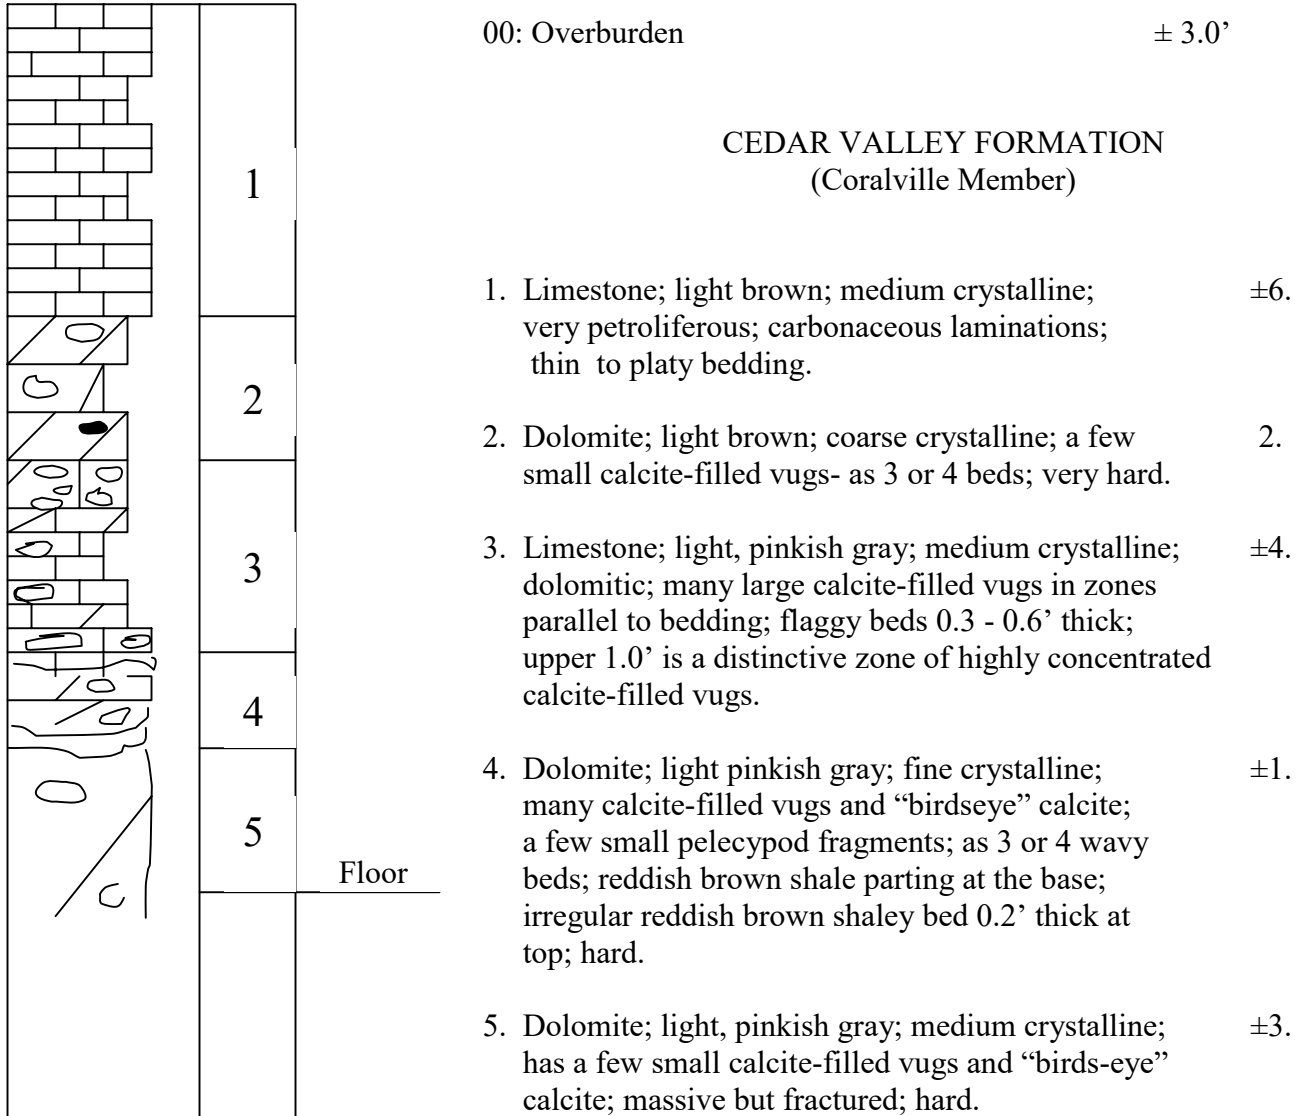 00: Overburden ± 3.0’
CEDAR VALLEY FORMATION
(Coralville Member)
1
1. Limestone; light brown; medium crystalline; ±6.
very petroliferous; carbonaceous laminations;
thin to platy bedding.
2
2. Dolomite; light brown; coarse crystalline; a few 2.
small calcite-filled vugs- as 3 or 4 beds; very hard.
3
3. Limestone; light, pinkish gray; medium crystalline; ±4.
dolomitic; many large calcite-filled vugs in zones
parallel to bedding; flaggy beds 0.3 - 0.6’ thick;
upper 1.0’ is a distinctive zone of highly concentrated
calcite-filled vugs.
4
4. Dolomite; light pinkish gray; fine crystalline; ±1.
many calcite-filled vugs and “birdseye” calcite;
a few small pelecypod fragments; as 3 or 4 wavy
beds; reddish brown shale parting at the base;
irregular reddish brown shaley bed 0.2’ thick at
top; hard.
5
Floor
5. Dolomite; light, pinkish gray; medium crystalline; ±3.
has a few small calcite-filled vugs and “birds-eye”
calcite; massive but fractured; hard.